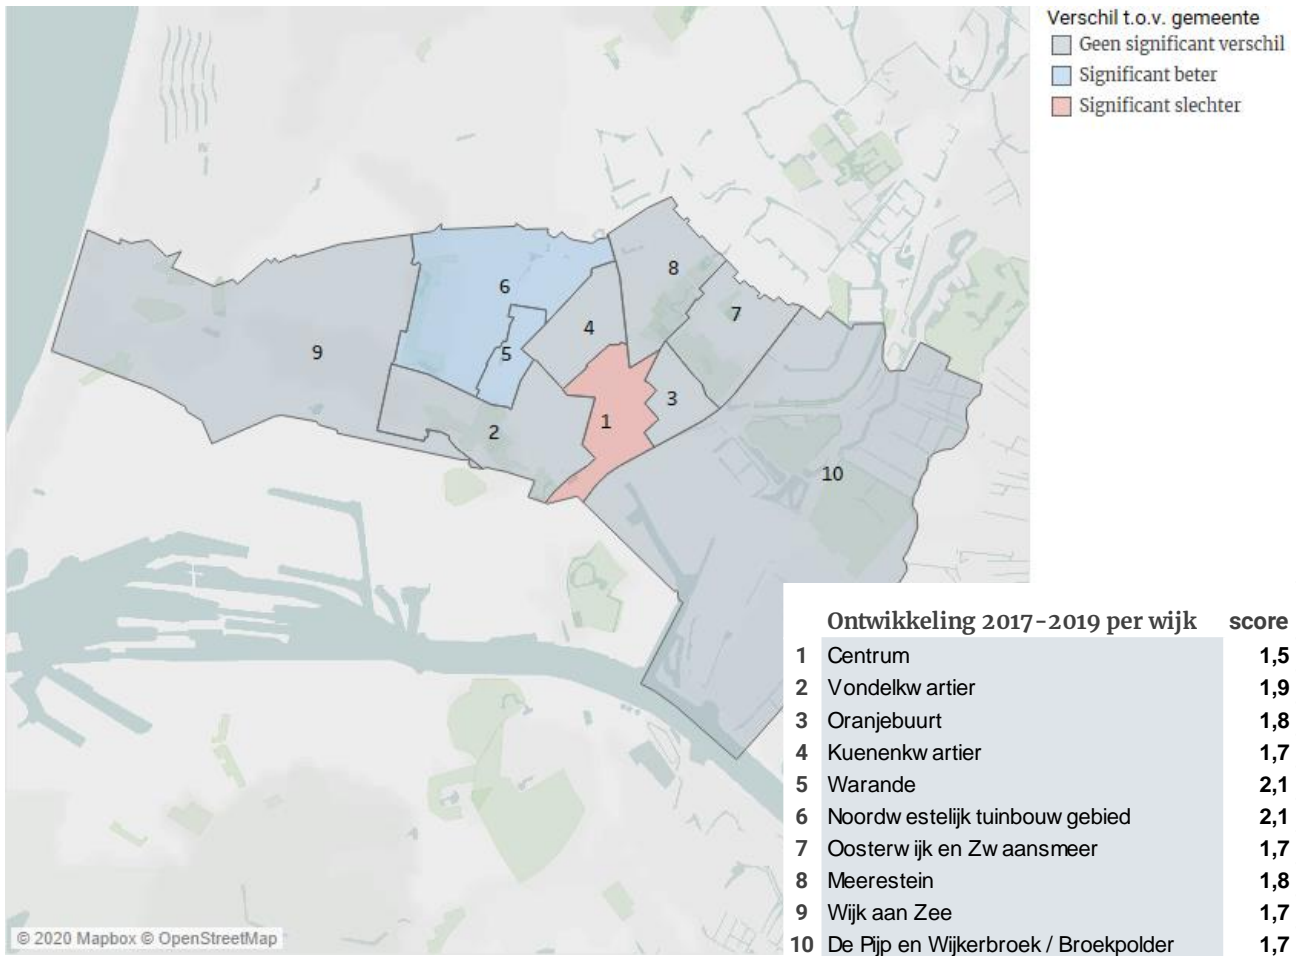 Verschil t.o.v. gemeente
Geen significant verschil
Significant beter
Significant slechter
8
6
7
4
5
9
3
1
2
10
Ontwikkeling 2017-2019 per wijk score
1 Centrum 1,5
2 Vondelkw artier 1,9
3 Oranjebuurt 1,8
4 Kuenenkw artier 1,7
5 Warande 2,1
6 Noordw estelijk tuinbouw gebied 2,1
7 Oosterw ijk en Zw aansmeer 1,7
8 Meerestein 1,8
9 Wijk aan Zee 1,7
10 De Pijp en Wijkerbroek / Broekpolder 1,7
© 2020 Mapbox © OpenStreetMap